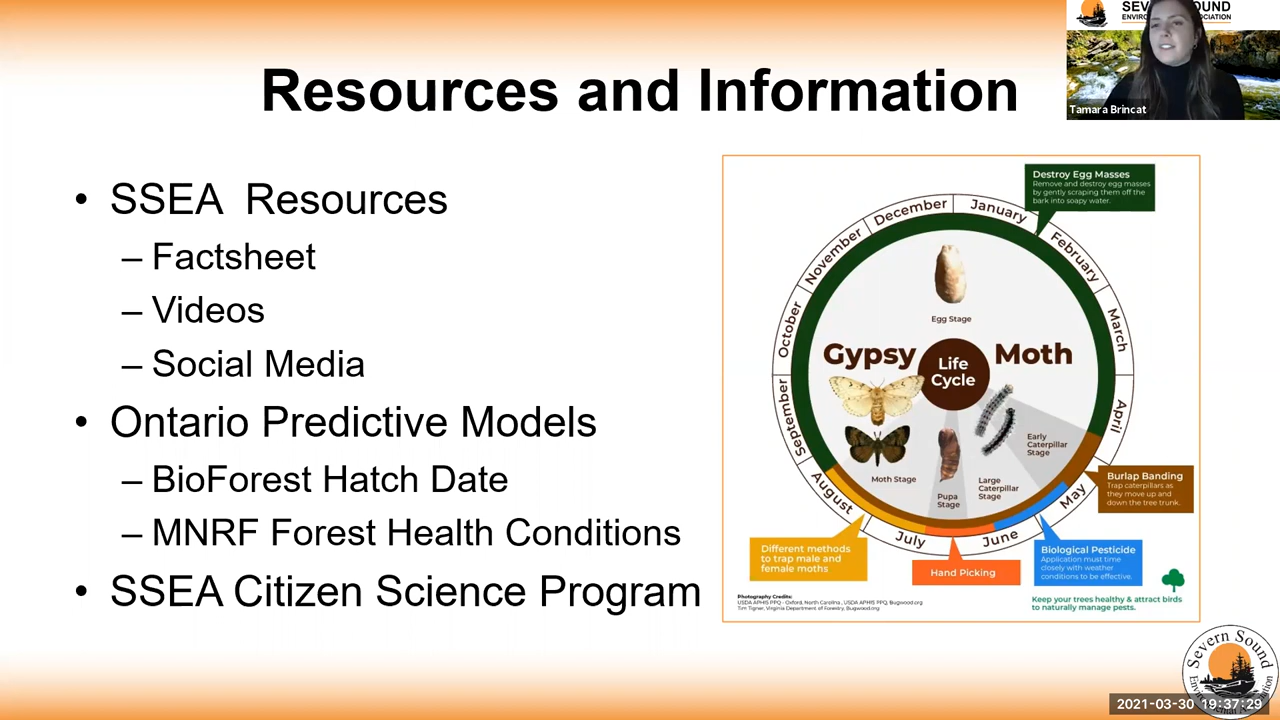 SEVERN SOUND
ENVIRONMENTAL ASSOCIATION
Tamara Brincat
Resources and Information
• SSEA Resources
– Factsheet
– Videos
– Social Media
• Ontario Predictive Models
– BioForest Hatch Date
– MNRF Forest Health Conditions
• SSEA Citizen Science Program
Destroy Egg Masses
Remove and destroy egg masses
by gently scraping them off the
bark into soapy water.
January
February
March
April
May
June
July
August
September
October
November
December
Egg Stage
Gypsy Moth
Life
Cycle
Early
Caterpillar
Stage
Large
Caterpillar
Stage
Pupa
Stage
Moth Stage
Burlap Banding
Trap caterpillars as
they move up and
down the tree trunk.
Biological Pesticide
Application must time
closely with weather
conditions to be effective.
Hand Picking
Different methods
to trap male and
female moths
Photography Credits:
USDA APHIS PPQ - Oxford, North Carolina , USDA APHIS PPQ, Bugwood.org
Tim Tigner, Virginia Department of Forestry, Bugwood.org
Keep your trees healthy & attract birds
to naturally manage pests.
Severn Sound
2021-03-30 19:37:29